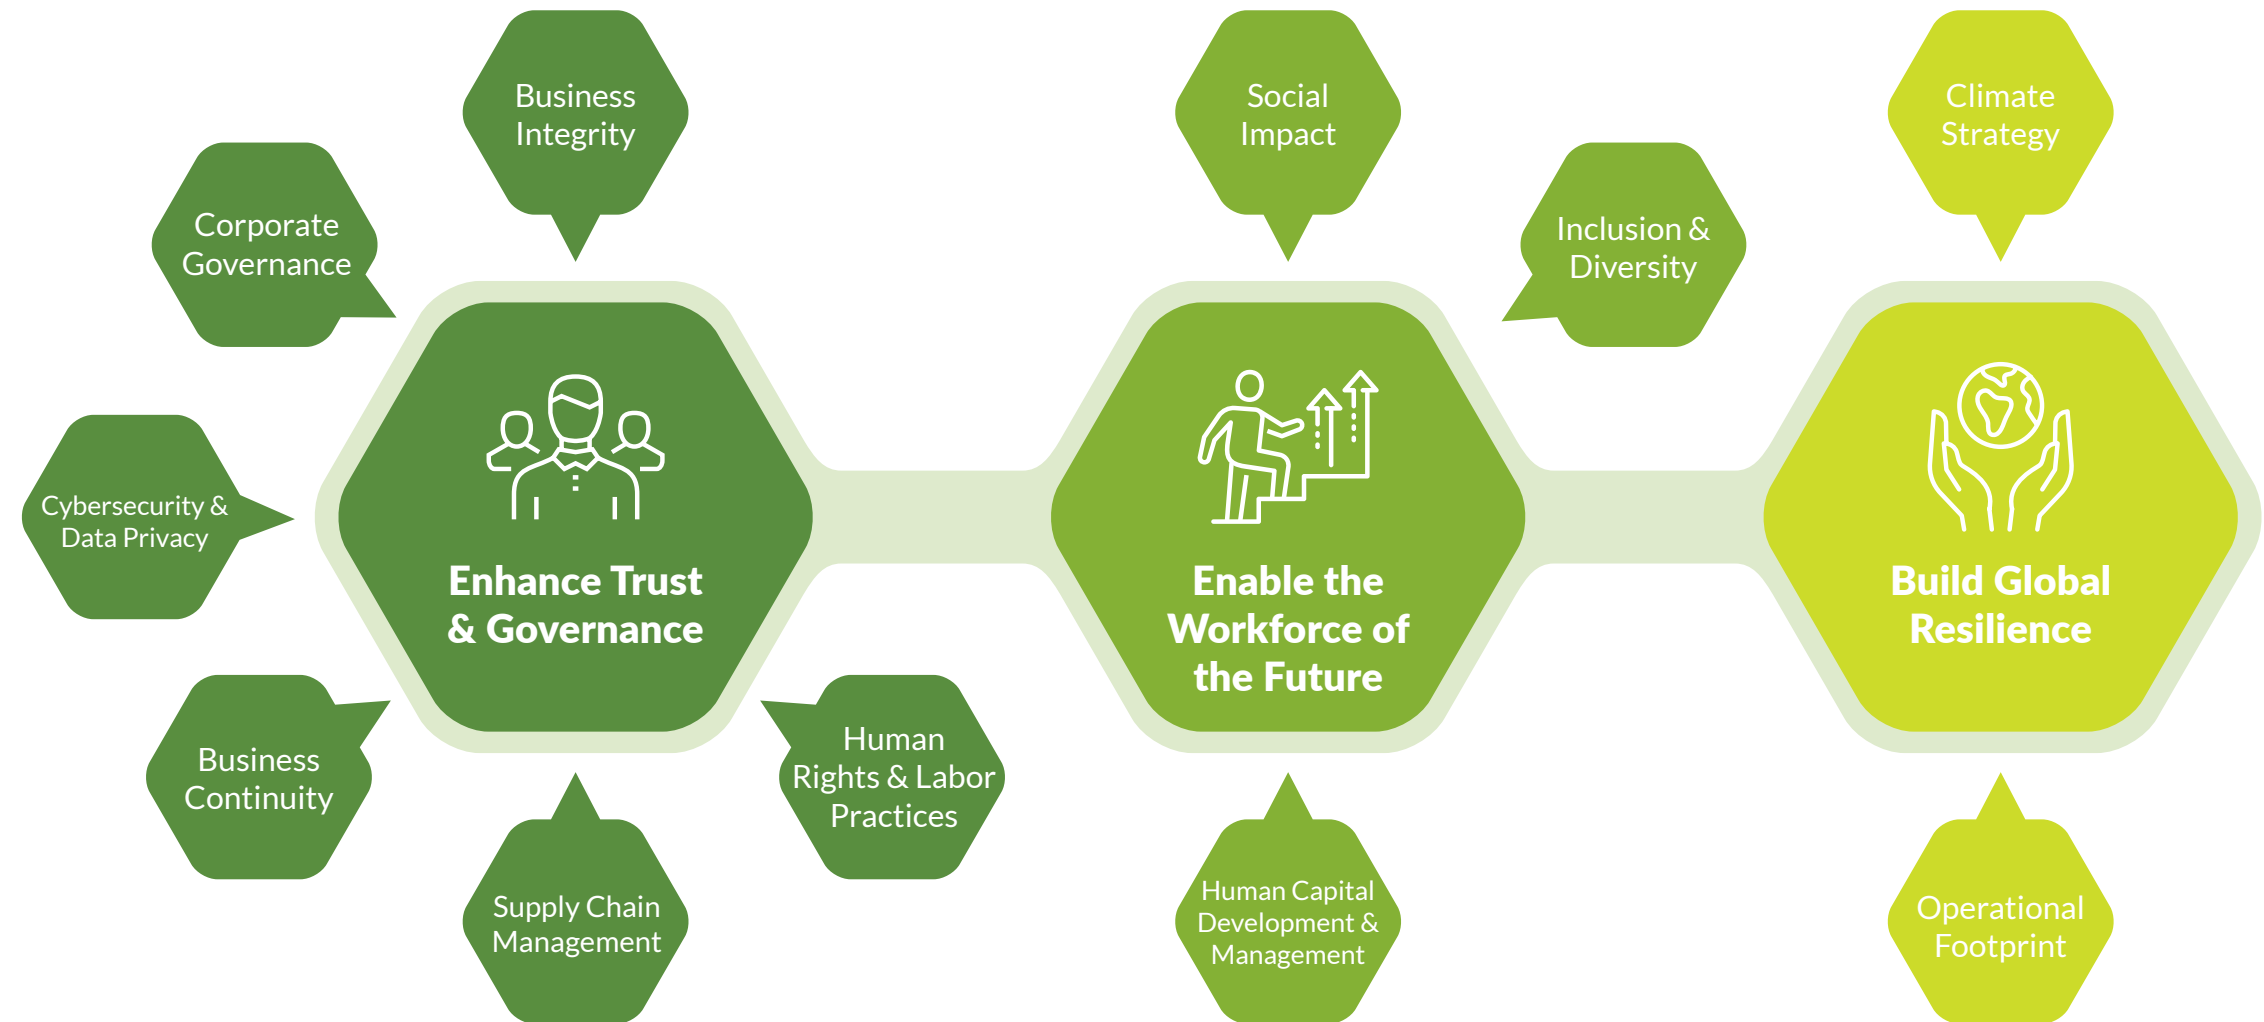 Business
Integrity
Corporate
Governance
Cybersecurity &
Data Privacy
Enhance Trust
& Governance
Business
Continuity
Supply Chain
Management
Human
Rights & Labor
Practices
Social
Impact
Inclusion &
Diversity
Enable the
Workforce of
the Future
Human Capital
Development &
Management
Climate
Strategy
Build Global
Resilience
Operational
Footprint